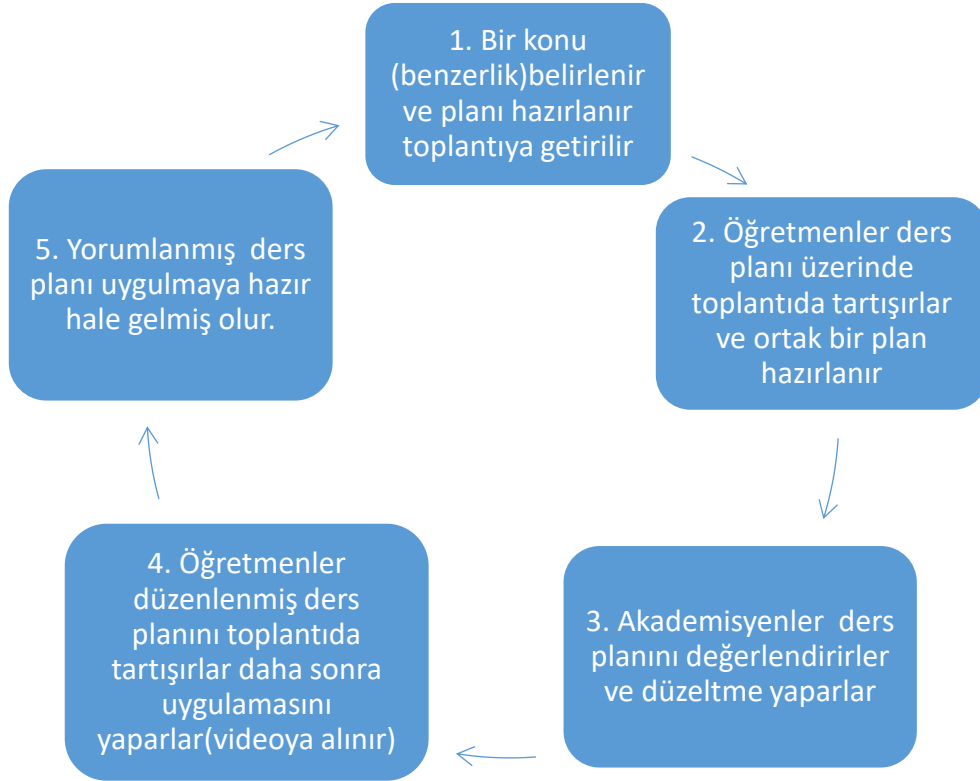 1. Bir konu
(benzerlik)belirlenir
ve planı hazırlanır
toplantıya getirilir
2. Öğretmenler ders
planı üzerinde
toplantıda tartışırlar
ve ortak bir plan
hazırlanır
3. Akademisyenler ders
planını değerlendirirler
ve düzeltme yaparlar
4. Öğretmenler
düzenlenmiş ders
planını toplantıda
tartışırlar daha sonra
uygulamasını
yaparlar(videoya alınır)
5. Yorumlanmış ders
planı uygulmaya hazır
hale gelmiş olur.